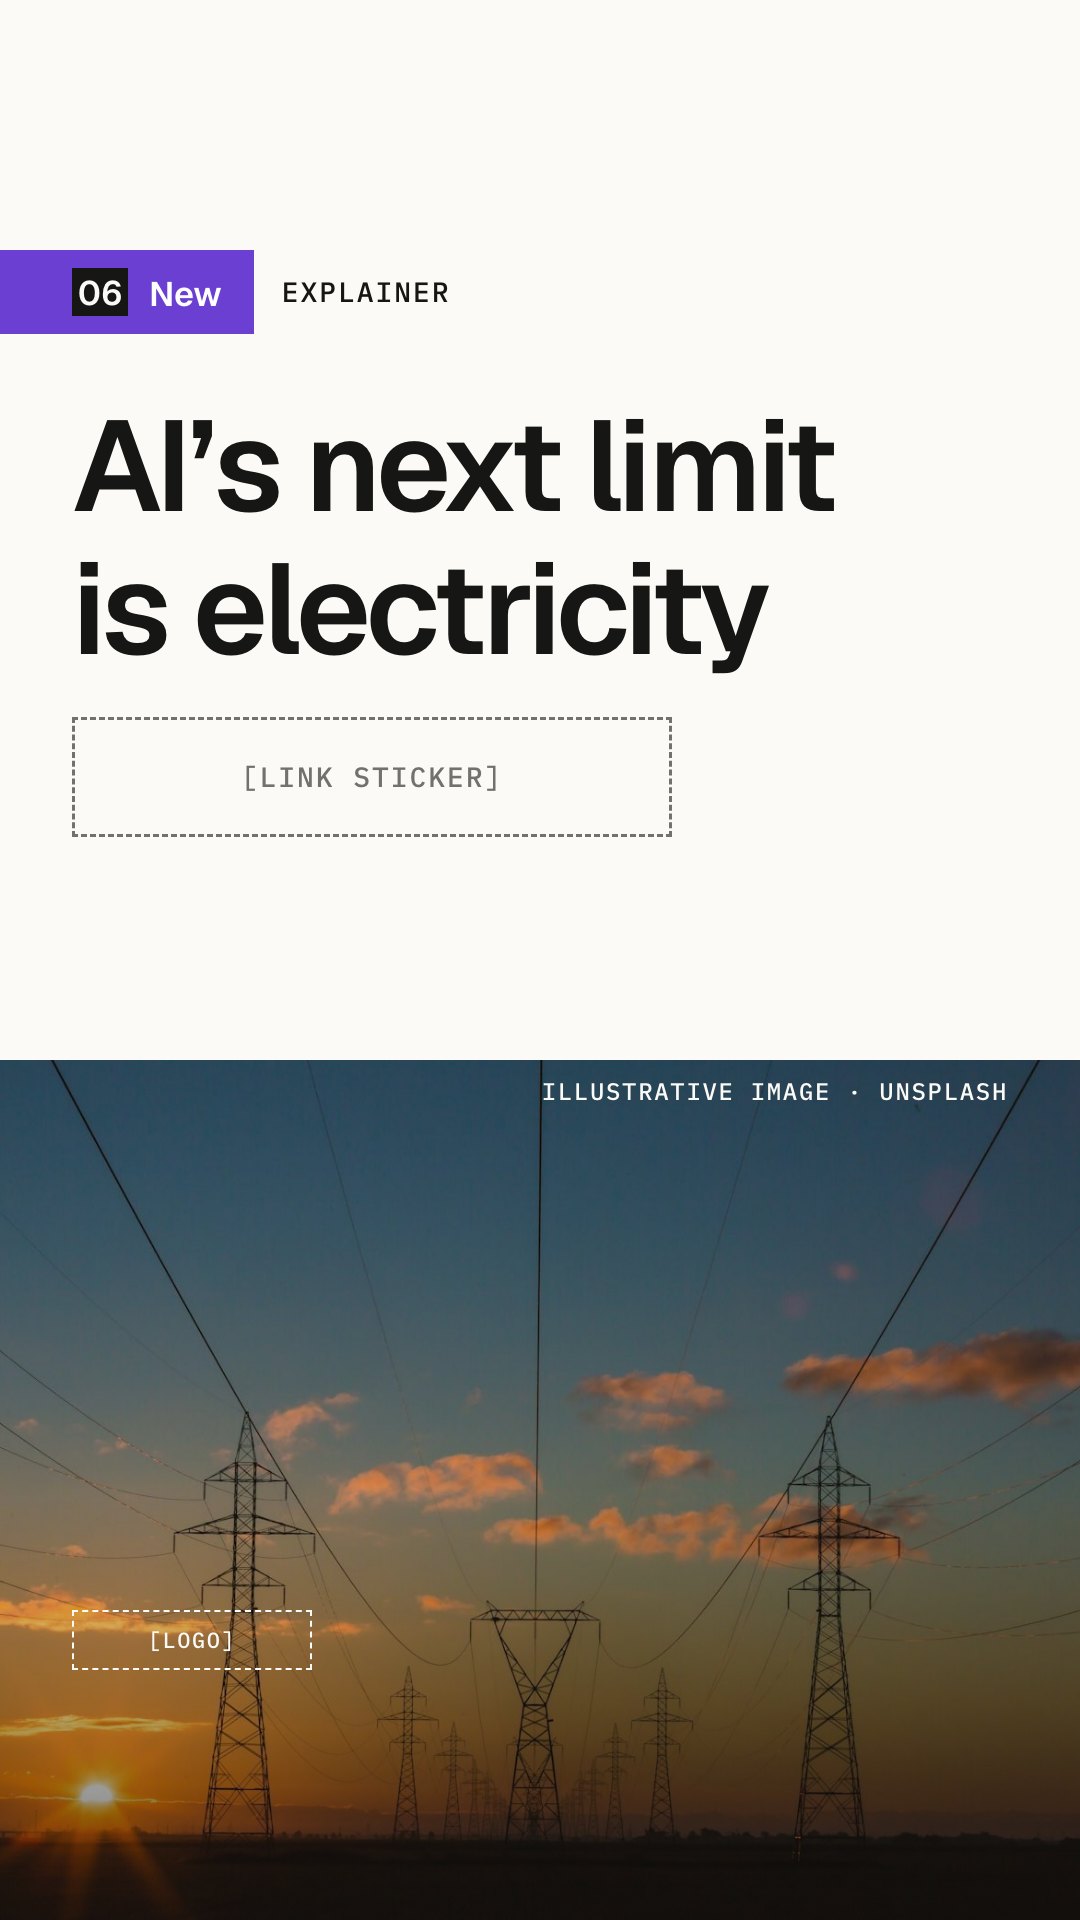 06 New EXPLAINER
AI’s next limit
is electricity
[LINK STICKER]
ILLUSTRATIVE IMAGE · UNSPLASH
[LOGO]